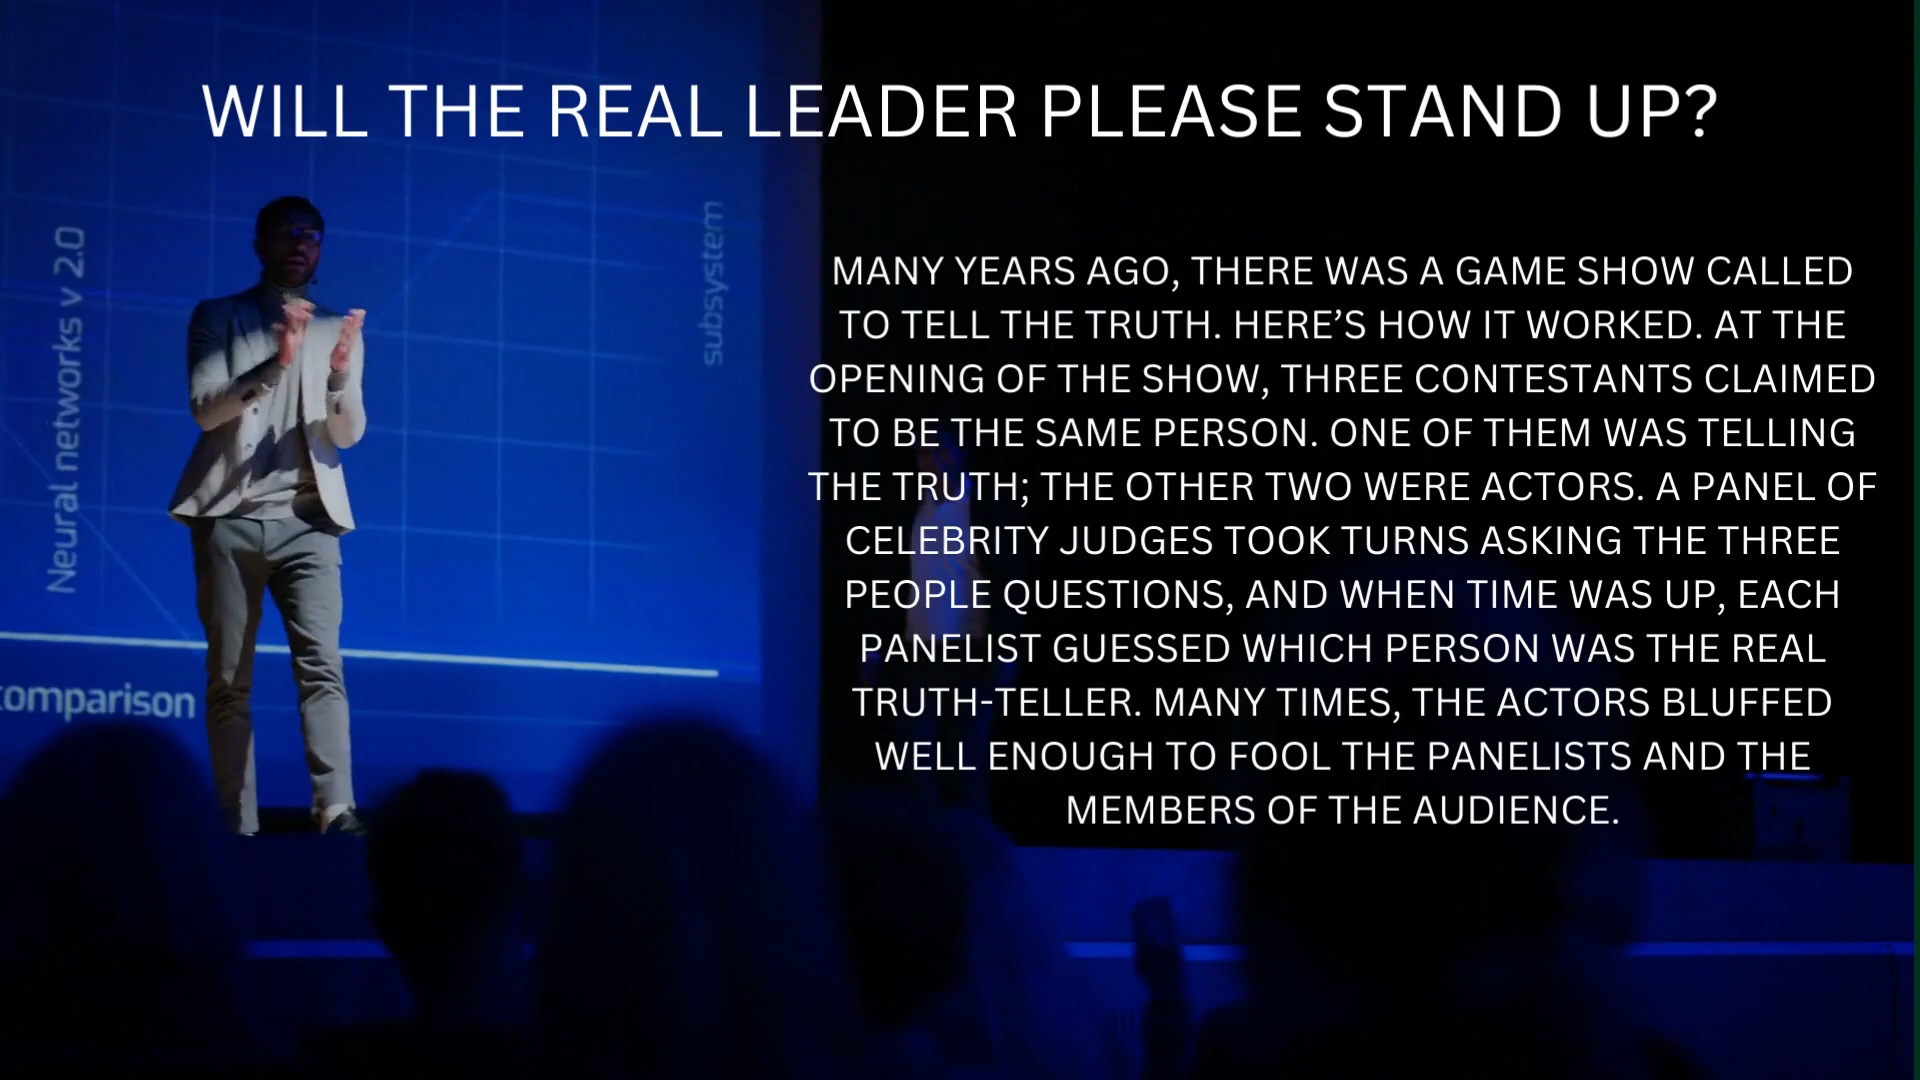 WILL THE REAL LEADER PLEASE STAND UP?
MANY YEARS AGO, THERE WAS A GAME SHOW CALLED
TO TELL THE TRUTH. HERE’S HOW IT WORKED. AT THE
OPENING OF THE SHOW, THREE CONTESTANTS CLAIMED
TO BE THE SAME PERSON. ONE OF THEM WAS TELLING
THE TRUTH; THE OTHER TWO WERE ACTORS. A PANEL OF
CELEBRITY JUDGES TOOK TURNS ASKING THE THREE
PEOPLE QUESTIONS, AND WHEN TIME WAS UP, EACH
PANELIST GUESSED WHICH PERSON WAS THE REAL
TRUTH-TELLER. MANY TIMES, THE ACTORS BLUFFED
WELL ENOUGH TO FOOL THE PANELISTS AND THE
MEMBERS OF THE AUDIENCE.
Neural networks v 2.0
subsystem
comparison